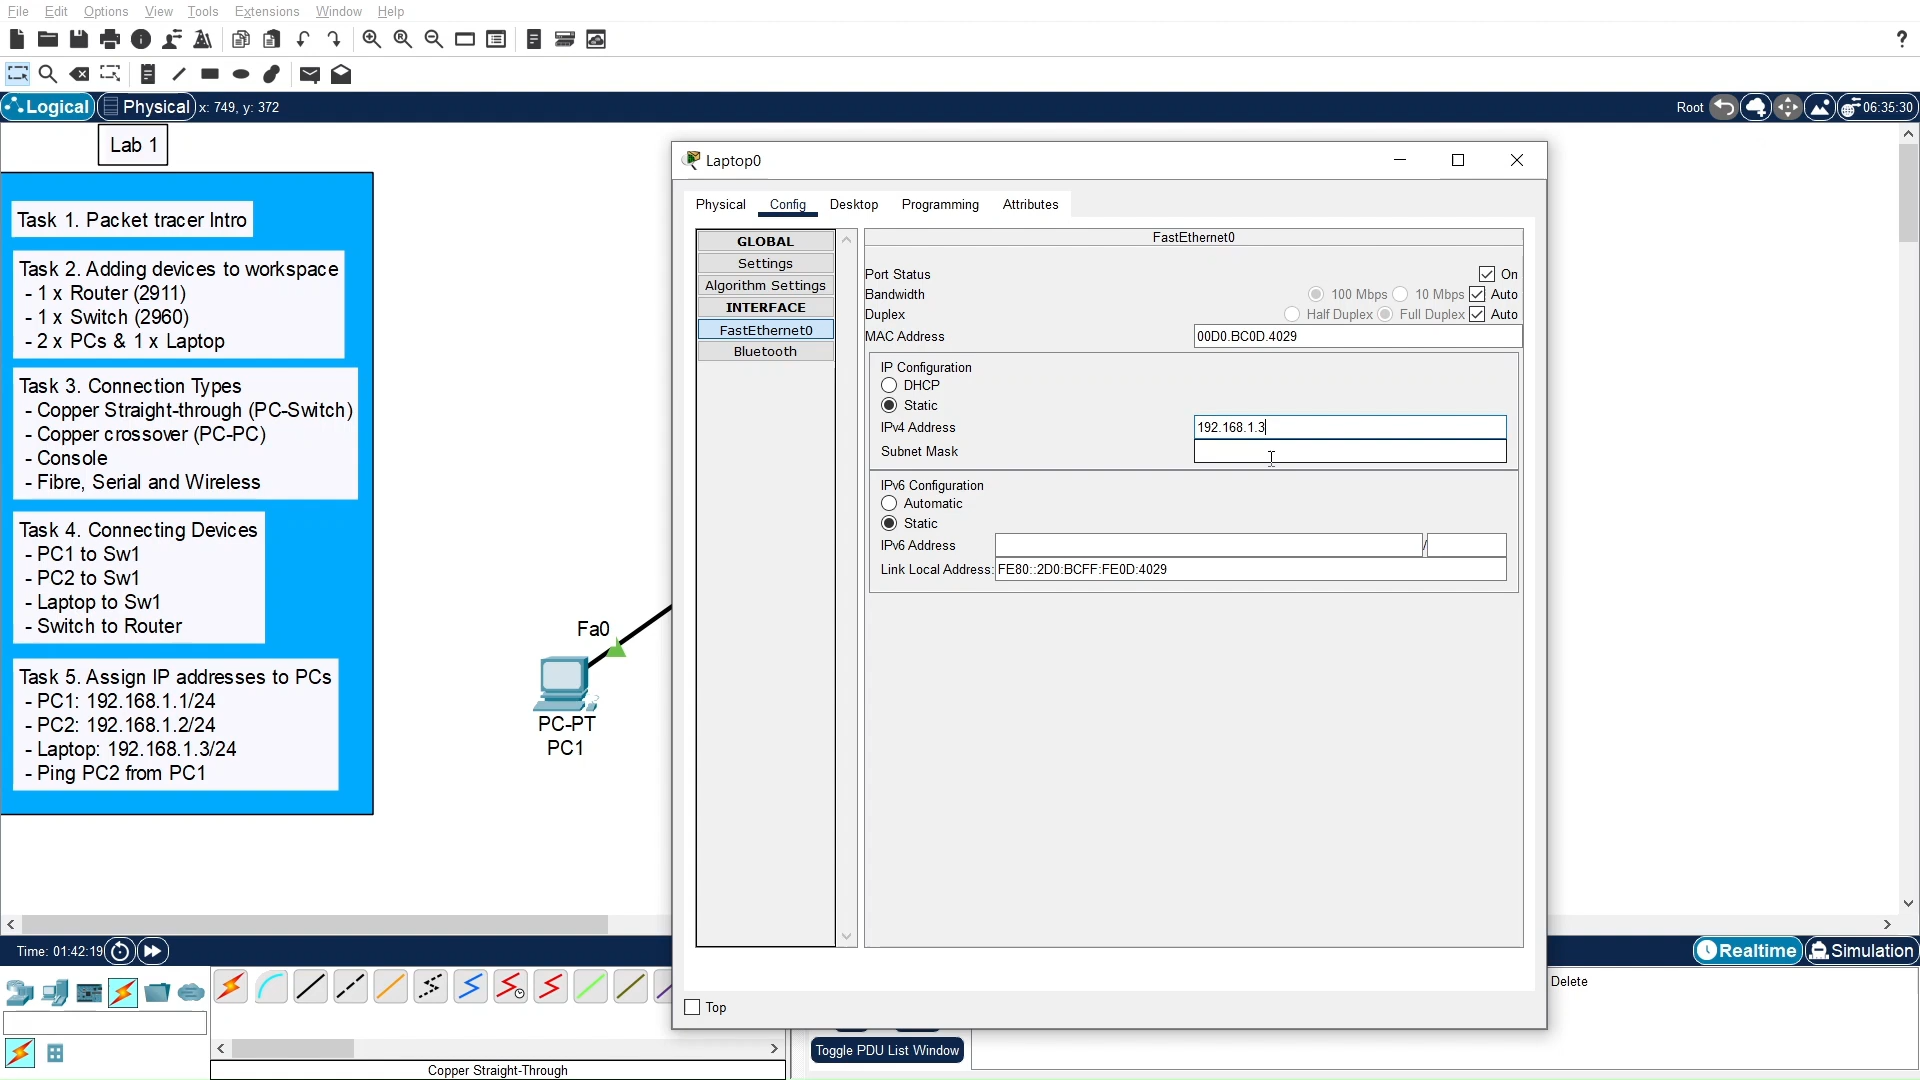 File Edit Options View Tools Extensions Window Help
?
Logical Physical x: 749, y: 372 Root 06:35:30
Lab 1
Task 1. Packet tracer Intro
Task 2. Adding devices to workspace
- 1 x Router (2911)
- 1 x Switch (2960)
- 2 x PCs & 1 x Laptop
Task 3. Connection Types
- Copper Straight-through (PC-Switch)
- Copper crossover (PC-PC)
- Console
- Fibre, Serial and Wireless
Task 4. Connecting Devices
- PC1 to Sw1
- PC2 to Sw1
- Laptop to Sw1
- Switch to Router
Task 5. Assign IP addresses to PCs
- PC1: 192.168.1.1/24
- PC2: 192.168.1.2/24
- Laptop: 192.168.1.3/24
- Ping PC2 from PC1
Fa0
PC-PT
PC1
Laptop0
Physical Config Desktop Programming Attributes
GLOBAL
Settings
Algorithm Settings
INTERFACE
FastEthernet0
Bluetooth
FastEthernet0
Port Status On
Bandwidth 100 Mbps 10 Mbps Auto
Duplex Half Duplex Full Duplex Auto
MAC Address 00D0.BC0D.4029
IP Configuration
DHCP
Static
IPv4 Address 192.168.1.3
Subnet Mask
IPv6 Configuration
Automatic
Static
IPv6 Address /
Link Local Address: FE80::2D0:BCFF:FE0D:4029
Top
Time: 01:42:19 Realtime Simulation
Delete
Toggle PDU List Window
Copper Straight-Through